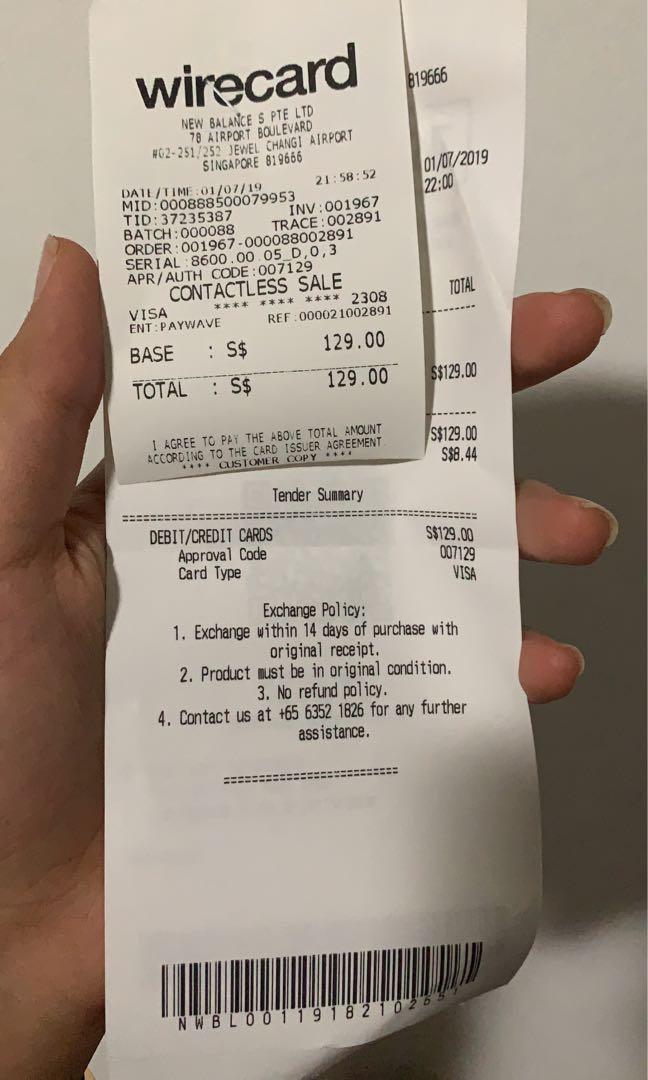 wirecard
NEW BALANCE S PTE LTD
78 AIRPORT BOULEVARD
#02-251/252 JEWEL CHANGI AIRPORT
SINGAPORE 819666
DATE/TIME:01/07/19 21:58:52
MID:000888500079953
TID:37235387 INV:001967
BATCH:000088 TRACE:002891
ORDER:001967-000088002891
SERIAL:8600.00.05_D,0,3
APR/AUTH CODE:007129
CONTACTLESS SALE
VISA **** **** **** 2308
ENT:PAYWAVE REF:000021002891
BASE : S$ 129.00
TOTAL : S$ 129.00
I AGREE TO PAY THE ABOVE TOTAL AMOUNT
ACCORDING TO THE CARD ISSUER AGREEMENT
**** CUSTOMER COPY ****
819666
01/07/2019
22:00
TOTAL
S$129.00
S$129.00
S$8.44
Tender Summary
DEBIT/CREDIT CARDS S$129.00
Approval Code 007129
Card Type VISA
Exchange Policy:
1. Exchange within 14 days of purchase with
original receipt.
2. Product must be in original condition.
3. No refund policy.
4. Contact us at +65 6352 1826 for any further
assistance.